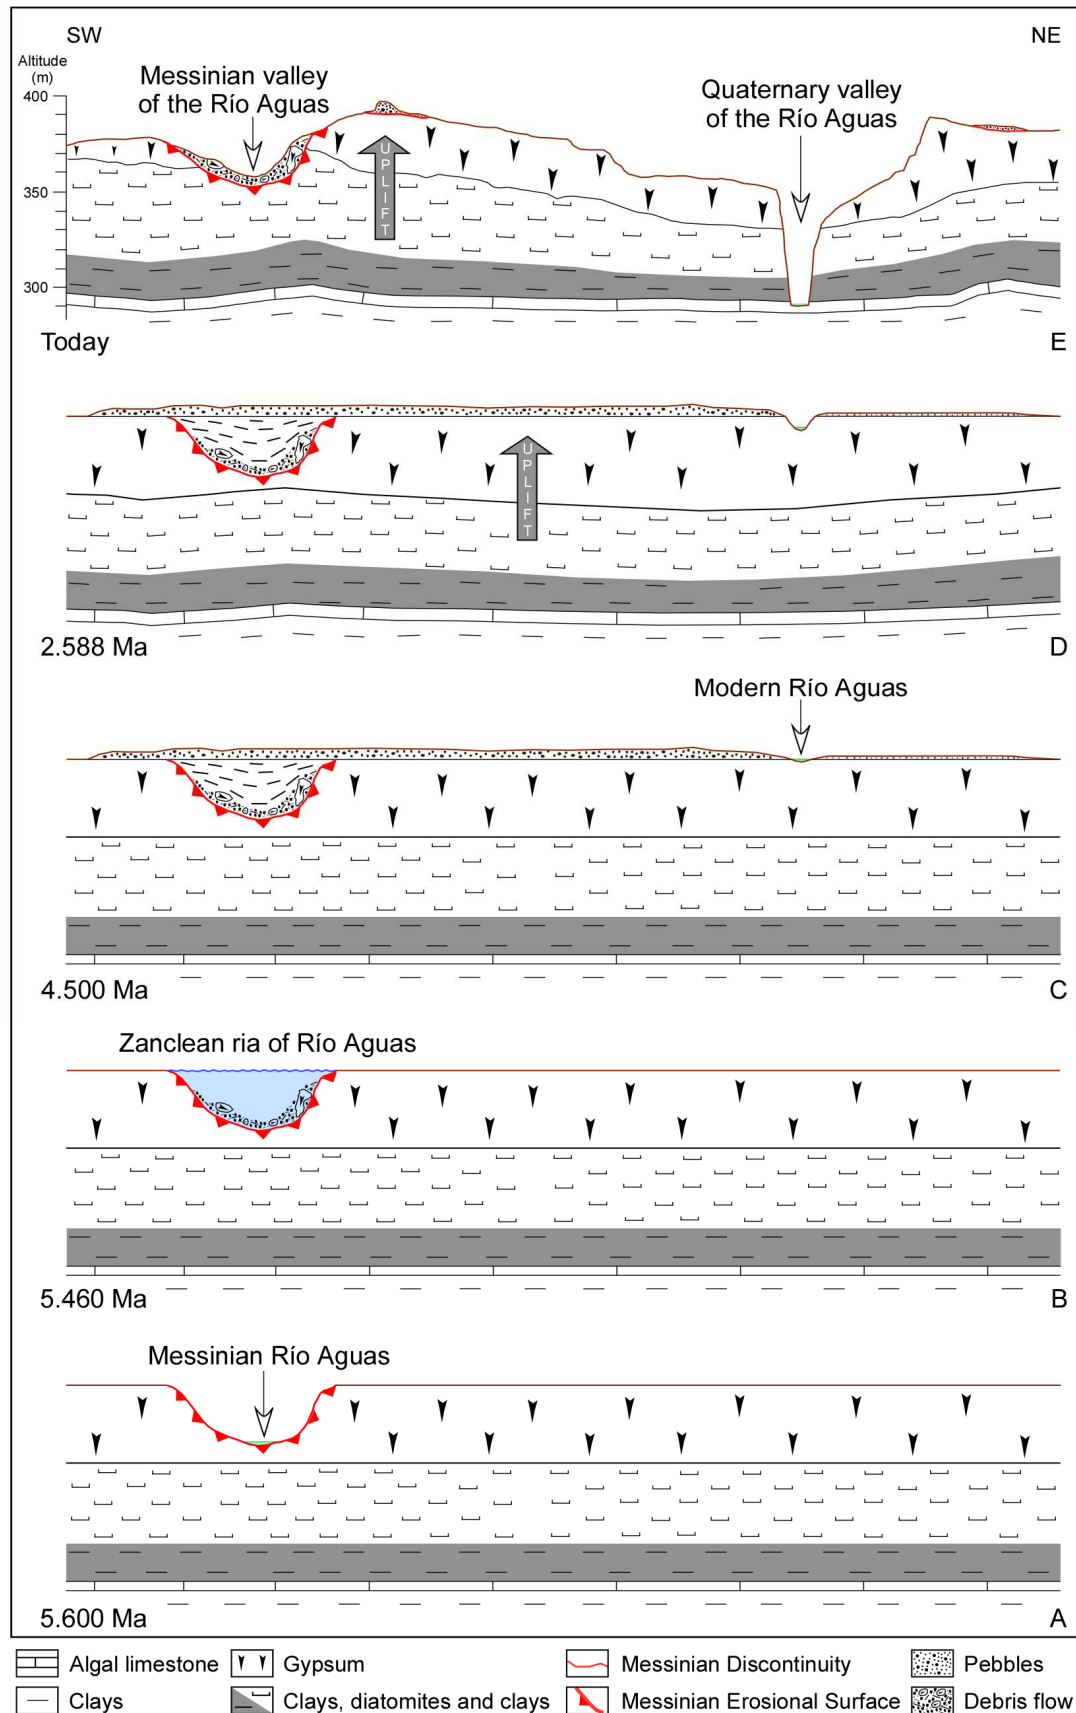 SW
NE
Altitude
(m)
400
350
300
Messinian valley
of the Río Aguas
Quaternary valley
of the Río Aguas
UPLIFT
Today
E
UPLIFT
2.588 Ma
D
Modern Río Aguas
4.500 Ma
C
Zanclean ria of Río Aguas
5.460 Ma
B
Messinian Río Aguas
5.600 Ma
A
Algal limestone
Gypsum
Messinian Discontinuity
Pebbles
Clays
Clays, diatomites and clays
Messinian Erosional Surface
Debris flow